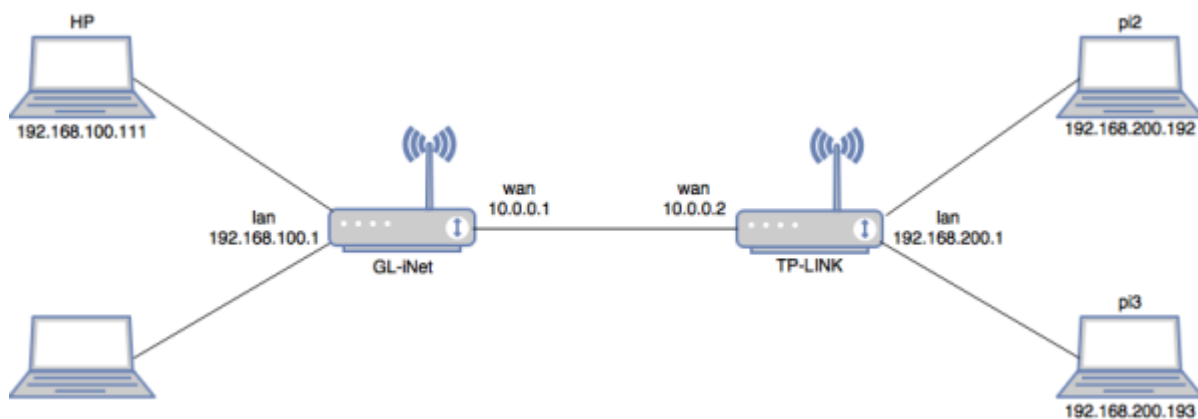 HP
192.168.100.111
lan
192.168.100.1
GL-iNet
wan
10.0.0.1
wan
10.0.0.2
TP-LINK
lan
192.168.200.1
pi2
192.168.200.192
pi3
192.168.200.193